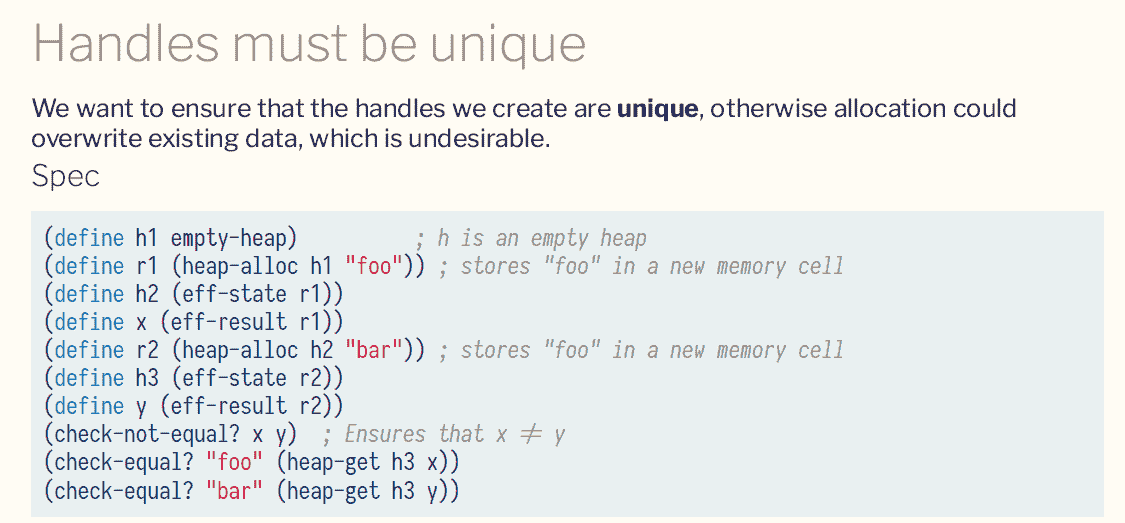 Handles must be unique
We want to ensure that the handles we create are unique, otherwise allocation could
overwrite existing data, which is undesirable.
Spec
(define h1 empty-heap) ; h is an empty heap
(define r1 (heap-alloc h1 "foo")) ; stores "foo" in a new memory cell
(define h2 (eff-state r1))
(define x (eff-result r1))
(define r2 (heap-alloc h2 "bar")) ; stores "foo" in a new memory cell
(define h3 (eff-state r2))
(define y (eff-result r2))
(check-not-equal? x y) ; Ensures that x ≠ y
(check-equal? "foo" (heap-get h3 x))
(check-equal? "bar" (heap-get h3 y))